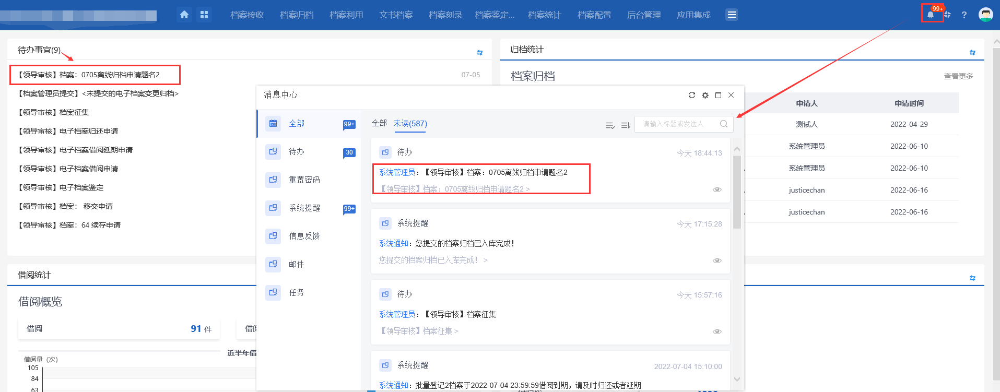 档案接收 档案归档 档案利用 文书档案 档案刻录 档案鉴定... 档案统计 档案配置 后台管理 应用集成 99+ ?
待办事宜(9)
【领导审核】档案：0705离线归档申请题名2 07-05
【档案管理员提交】<未提交的电子档案变更归档>
【领导审核】档案征集
【领导审核】电子档案归还申请
【领导审核】电子档案借阅延期申请
【领导审核】电子档案借阅申请
【领导审核】电子档案鉴定
【领导审核】档案： 移交申请
【领导审核】档案：64 续存申请
归档统计
档案归档 查看更多
申请人 申请时间
测试人 2022-04-29
系统管理员 2022-06-10
系统管理员 2022-06-10
justicechan 2022-06-16
justicechan 2022-06-16
消息中心
全部 99+
待办 30
重置密码
系统提醒 99+
信息反馈
邮件
任务
全部 未读(587) 请输入标题或发送人
待办 今天 18:44:13
系统管理员：【领导审核】档案：0705离线归档申请题名2
【领导审核】档案：0705离线归档申请题名2 >
系统提醒 今天 17:15:28
系统通知：您提交的档案归档已入库完成！
您提交的档案归档已入库完成！ >
待办 今天 15:57:16
系统管理员：【领导审核】档案征集
【领导审核】档案征集 >
系统提醒 2022-07-04 15:10:00
系统通知：批量登记2档案于2022-07-04 23:59:59借阅到期，请及时归还或者延期
借阅统计
借阅概览
借阅 91 件
借阅
近半年借
借阅量（次）
105
84
63